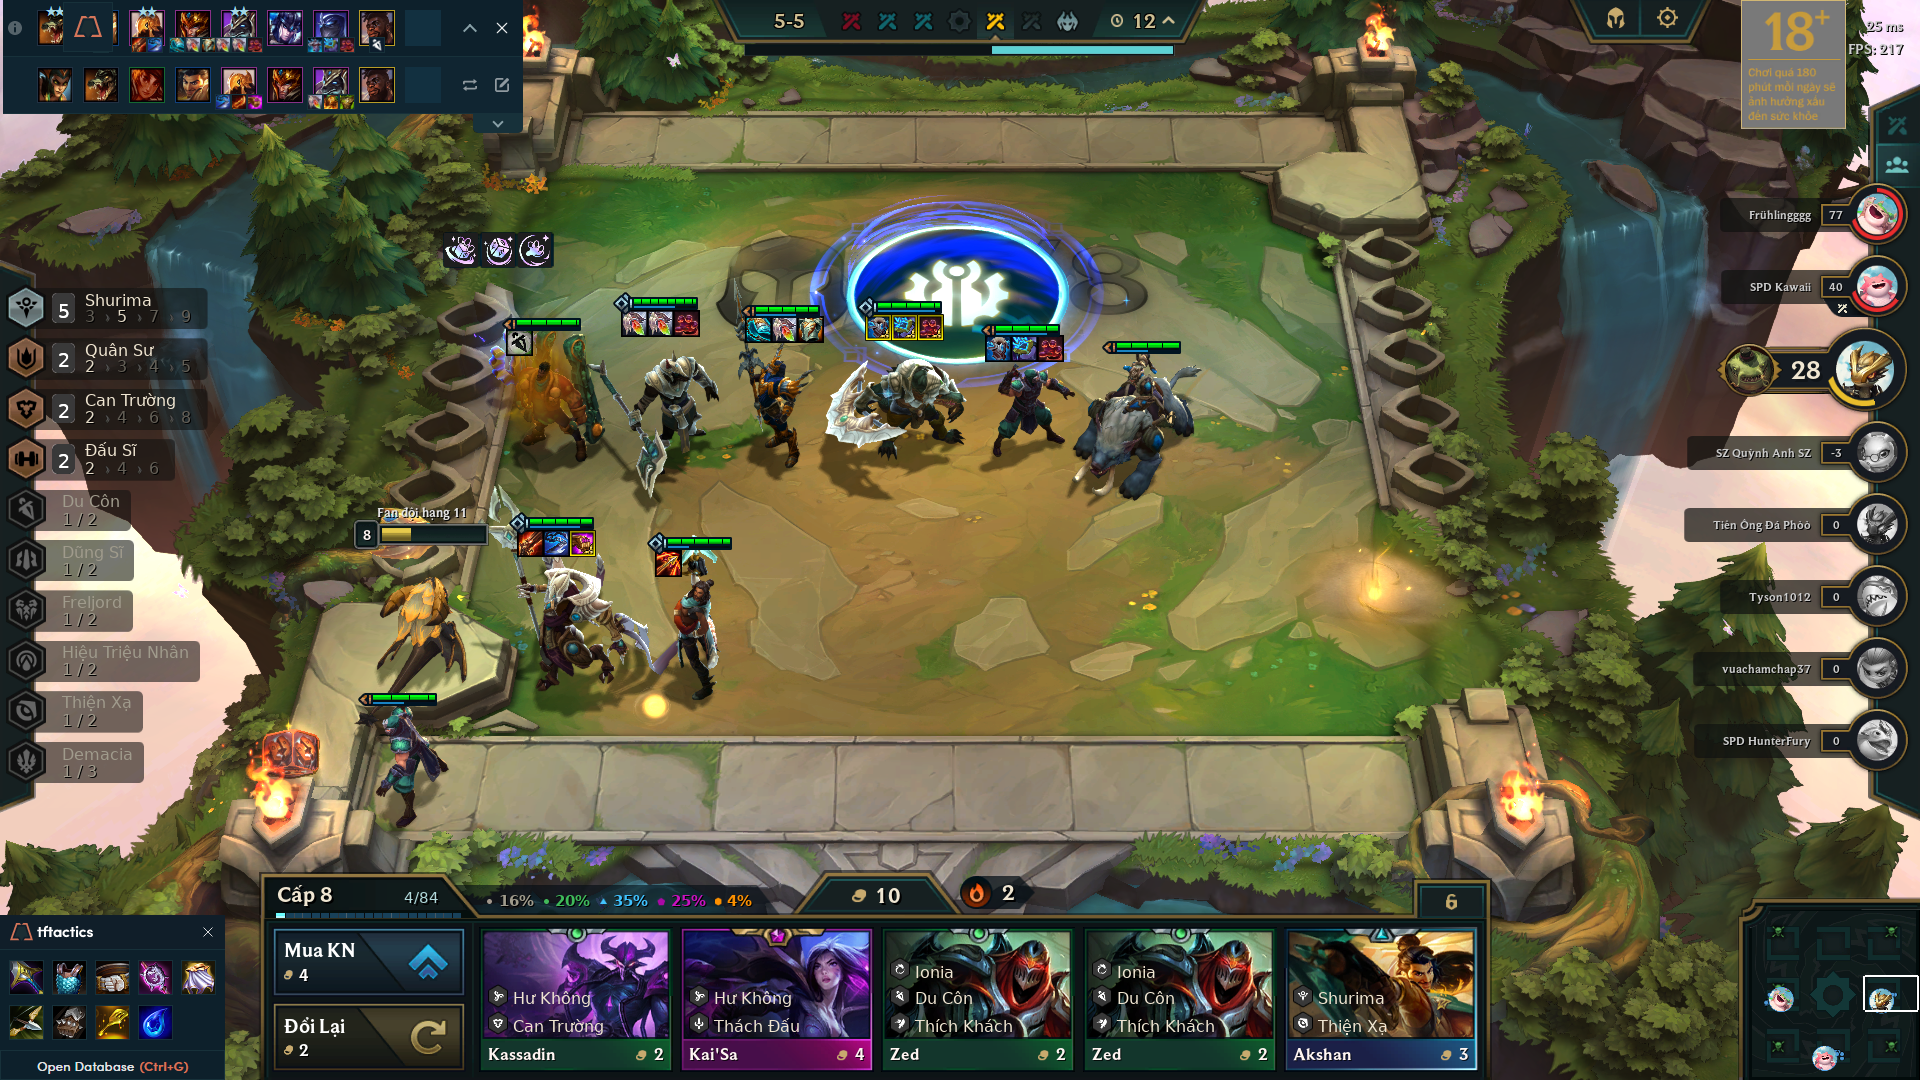 5-5
12
18+
Chơi quá 180
phút mỗi ngày sẽ
ảnh hưởng xấu
đến sức khỏe
25 ms
FPS: 217
Frühlingggg
77
SPD Kawaii
40
28
SZ Quỳnh Anh SZ
-3
Tiên Ông Đá Phòò
0
Tyson1012
0
vuachamchap37
0
SPD HunterFury
0
5
Shurima
3 › 5 › 7 › 9
2
Quân Sư
2 › 3 › 4 › 5
2
Can Trường
2 › 4 › 6 › 8
2
Đấu Sĩ
2 › 4 › 6
Du Côn
1 / 2
Dũng Sĩ
1 / 2
Freljord
1 / 2
Hiệu Triệu Nhân
1 / 2
Thiện Xạ
1 / 2
Demacia
1 / 3
Fan đội hạng 11
8
8
Cấp 8
4/84
16%
20%
35%
25%
4%
10
2
6
Mua KN
4
Đổi Lại
2
Hư Không
Can Trường
Kassadin
2
Hư Không
Thách Đấu
Kai'Sa
4
Ionia
Du Côn
Thích Khách
Zed
2
Ionia
Du Côn
Thích Khách
Zed
2
Shurima
Thiện Xạ
Akshan
3
tftactics
Open Database (Ctrl+G)